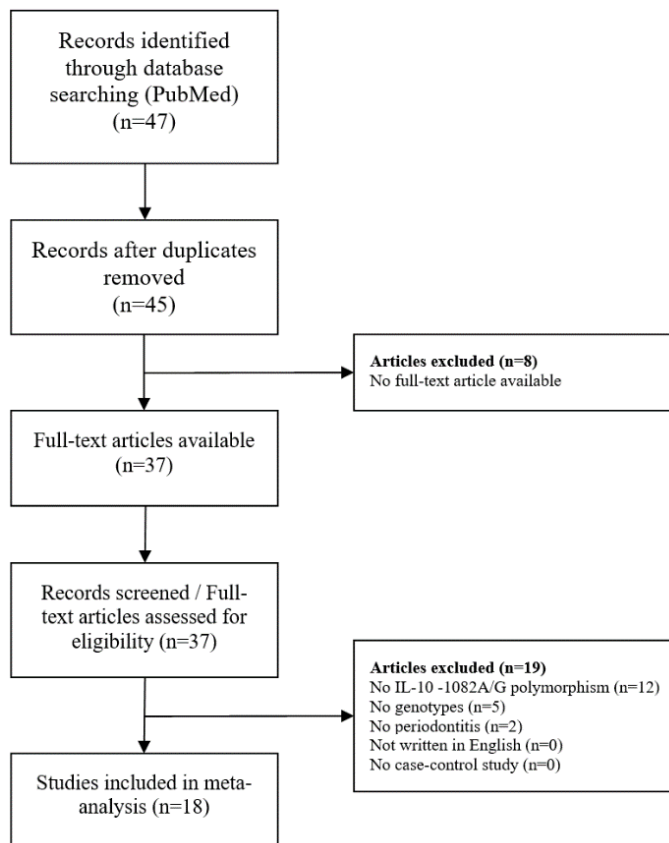 Records identified
through database
searching (PubMed)
(n=47)
Records after duplicates
removed
(n=45)
Articles excluded (n=8)
No full-text article available
Full-text articles available
(n=37)
Records screened / Full-
text articles assessed for
eligibility (n=37)
Articles excluded (n=19)
No IL-10 -1082A/G polymorphism (n=12)
No genotypes (n=5)
No periodontitis (n=2)
Not written in English (n=0)
No case-control study (n=0)
Studies included in meta-
analysis (n=18)